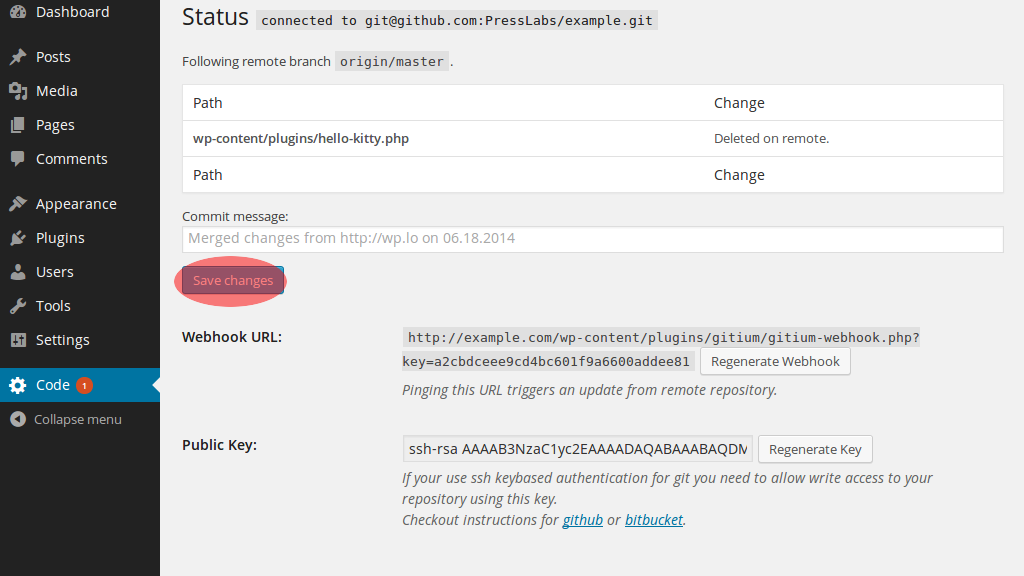 Dashboard
Posts
Media
Pages
Comments
Appearance
Plugins
Users
Tools
Settings
Code 1
Collapse menu
Status connected to git@github.com:PressLabs/example.git
Following remote branch origin/master .
Path Change
wp-content/plugins/hello-kitty.php Deleted on remote.
Path Change
Commit message:
Merged changes from http://wp.lo on 06.18.2014
Save changes
Webhook URL: http://example.com/wp-content/plugins/gitium/gitium-webhook.php?
key=a2cbdceee9cd4bc601f9a6600addee81 Regenerate Webhook
Pinging this URL triggers an update from remote repository.
Public Key: ssh-rsa AAAAB3NzaC1yc2EAAAADAQABAAABAQDM Regenerate Key
If your use ssh keybased authentication for git you need to allow write access to your
repository using this key.
Checkout instructions for github or bitbucket.